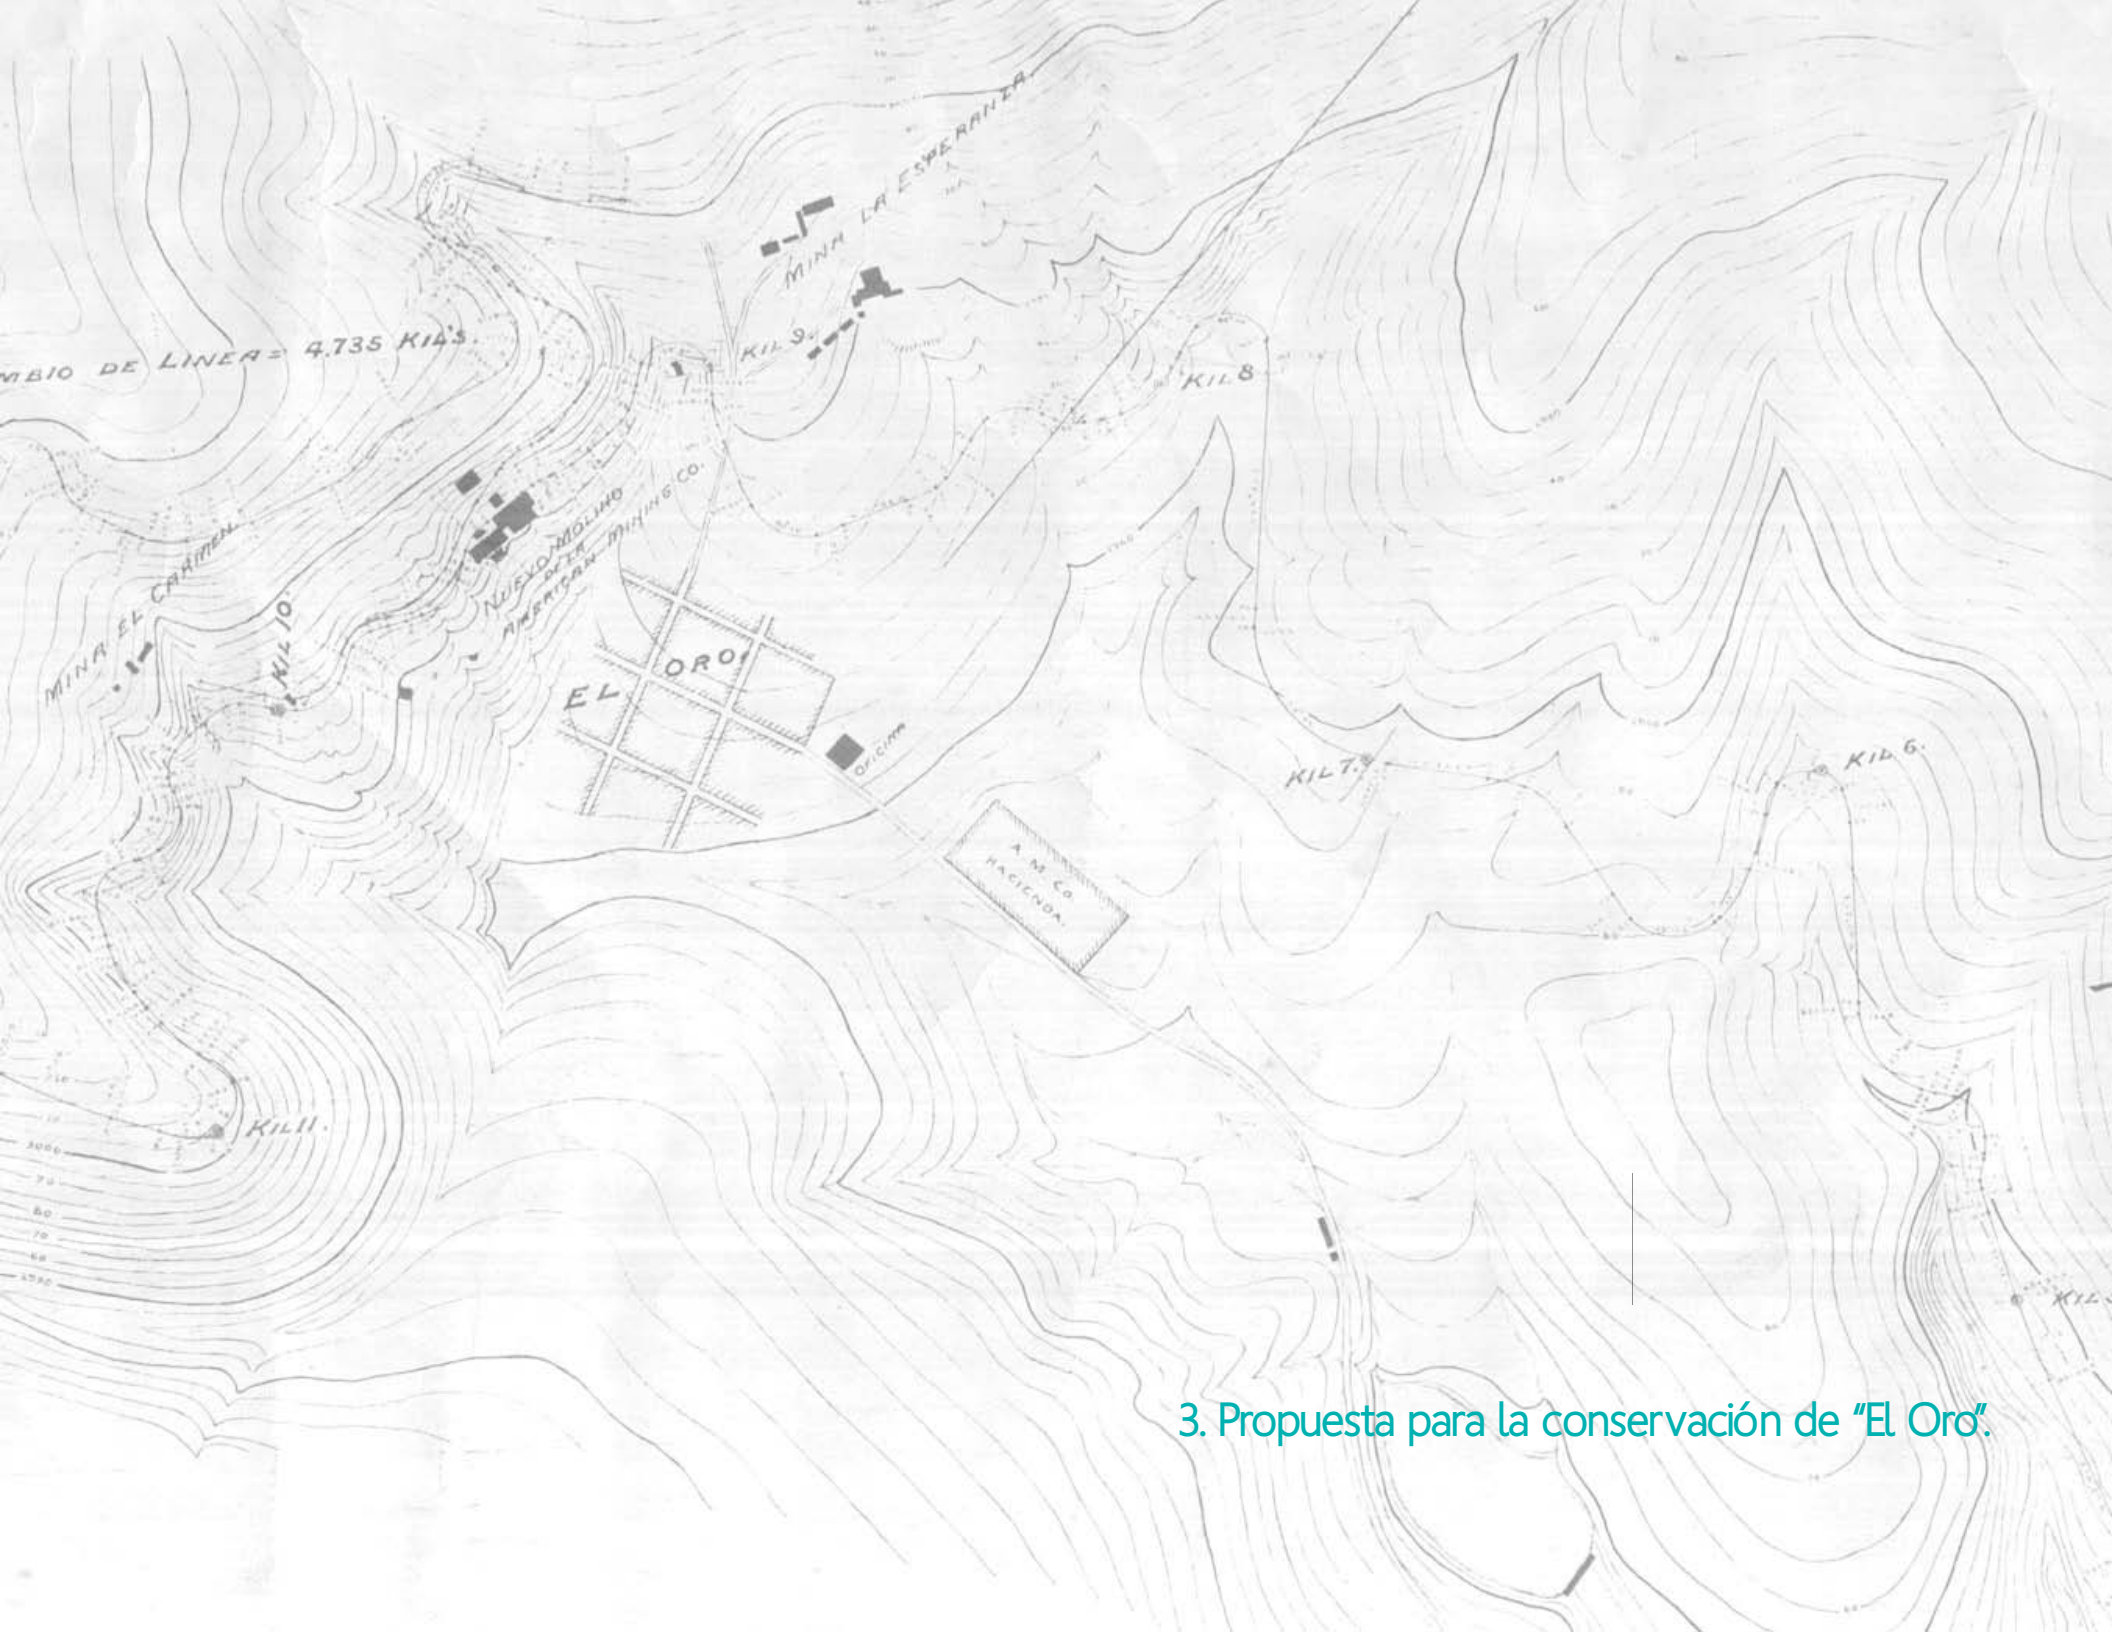 MINA LA ESPERANZA
KIL 9.
MBIO DE LINEA = 4.735 KIL'S.
KIL 8
NUEVO MOLINO
DE LA
AMERICAN MINING CO.
MINA EL CARMEN
KIL 10
EL ORO.
OFICINA
KIL 7.
KIL 6.
A. M. CO.
HACIENDA.
KIL 11.
KIL
3. Propuesta para la conservación de “El Oro”.